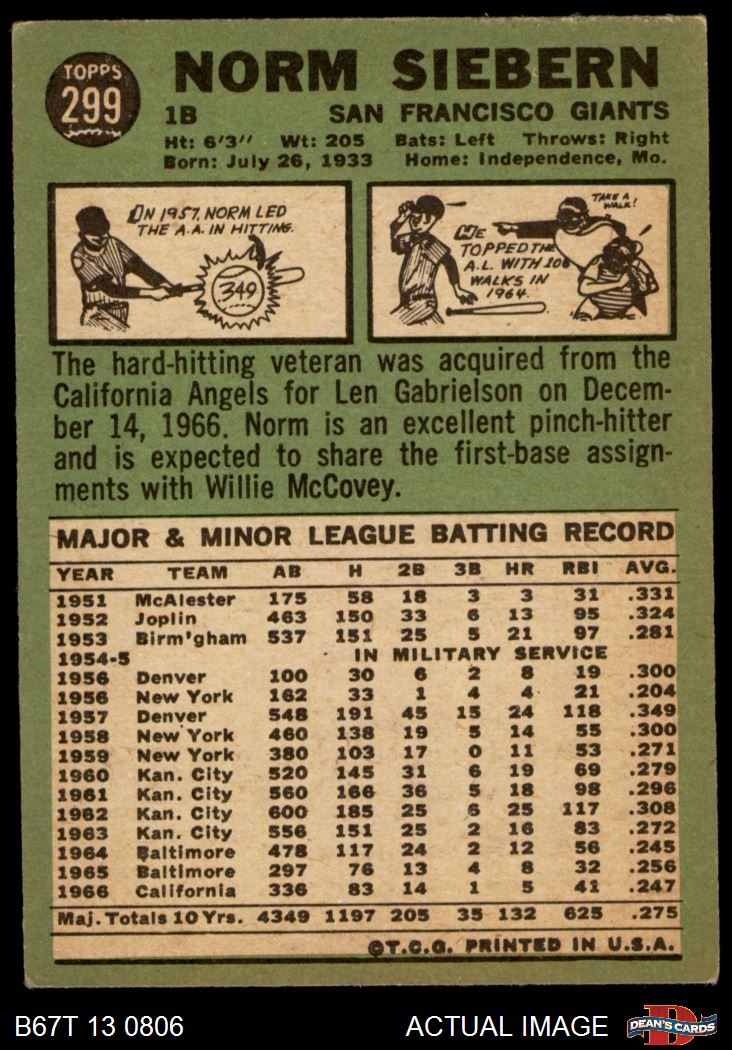 TOPPS
299
NORM SIEBERN
1B SAN FRANCISCO GIANTS
Ht: 6'3" Wt: 205 Bats: Left Throws: Right
Born: July 26, 1933 Home: Independence, Mo.
IN 1957, NORM LED
THE A.A. IN HITTING.
349
TAKE A
WALK!
HE
TOPPED THE
A.L. WITH 106
WALKS IN
1964.
The hard-hitting veteran was acquired from the
California Angels for Len Gabrielson on Decem-
ber 14, 1966. Norm is an excellent pinch-hitter
and is expected to share the first-base assign-
ments with Willie McCovey.
MAJOR & MINOR LEAGUE BATTING RECORD
YEAR TEAM AB H 2B 3B HR RBI AVG.
1951 McAlester 175 58 18 3 3 31 .331
1952 Joplin 463 150 33 6 13 95 .324
1953 Birm'gham 537 151 25 5 21 97 .281
1954-5 IN MILITARY SERVICE
1956 Denver 100 30 6 2 8 19 .300
1956 New York 162 33 1 4 4 21 .204
1957 Denver 548 191 45 15 24 118 .349
1958 New York 460 138 19 5 14 55 .300
1959 New York 380 103 17 0 11 53 .271
1960 Kan. City 520 145 31 6 19 69 .279
1961 Kan. City 560 166 36 5 18 98 .296
1962 Kan. City 600 185 25 6 25 117 .308
1963 Kan. City 556 151 25 2 16 83 .272
1964 Baltimore 478 117 24 2 12 56 .245
1965 Baltimore 297 76 13 4 8 32 .256
1966 California 336 83 14 1 5 41 .247
Maj. Totals 10 Yrs. 4349 1197 205 35 132 625 .275
©T.C.G. PRINTED IN U.S.A.
B67T 13 0806 ACTUAL IMAGE
D
DEAN'S CARDS